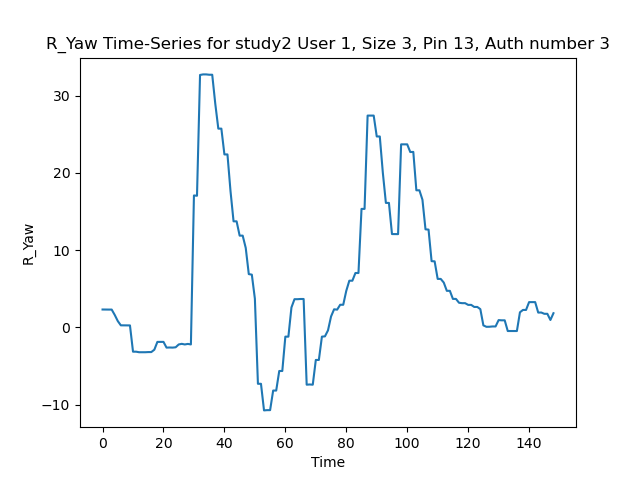 R_Yaw Time-Series for study2 User 1, Size 3, Pin 13, Auth number 3
30
20
10
0
−10
R_Yaw
0 20 40 60 80 100 120 140
Time